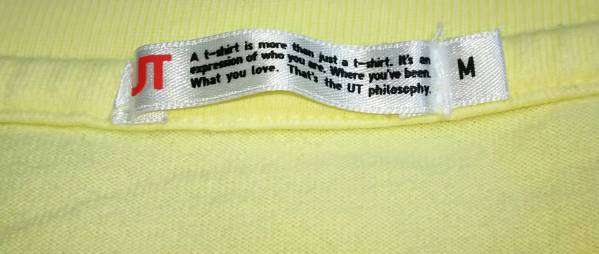 UT
A t-shirt is more than just a t-shirt. It's an
expression of who you are. Where you've been.
What you love. That's the UT philosophy.
M